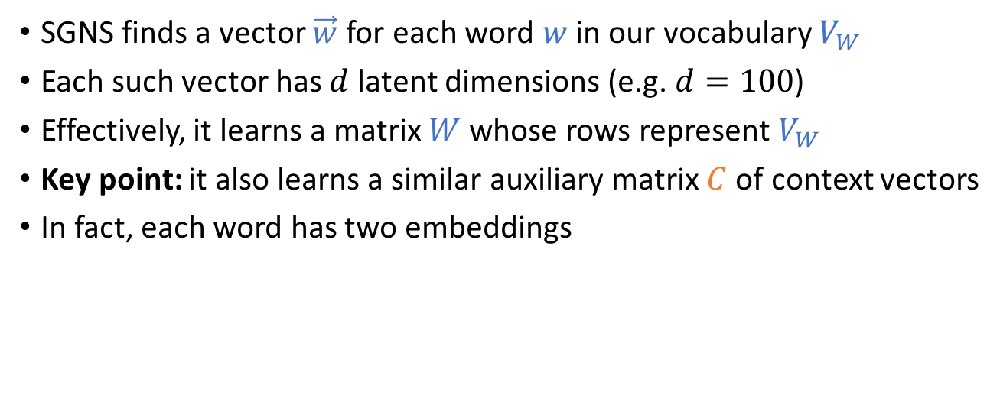 • SGNS finds a vector w⃗ for each word w in our vocabulary V_W
• Each such vector has d latent dimensions (e.g. d = 100)
• Effectively, it learns a matrix W whose rows represent V_W
• Key point: it also learns a similar auxiliary matrix C of context vectors
• In fact, each word has two embeddings